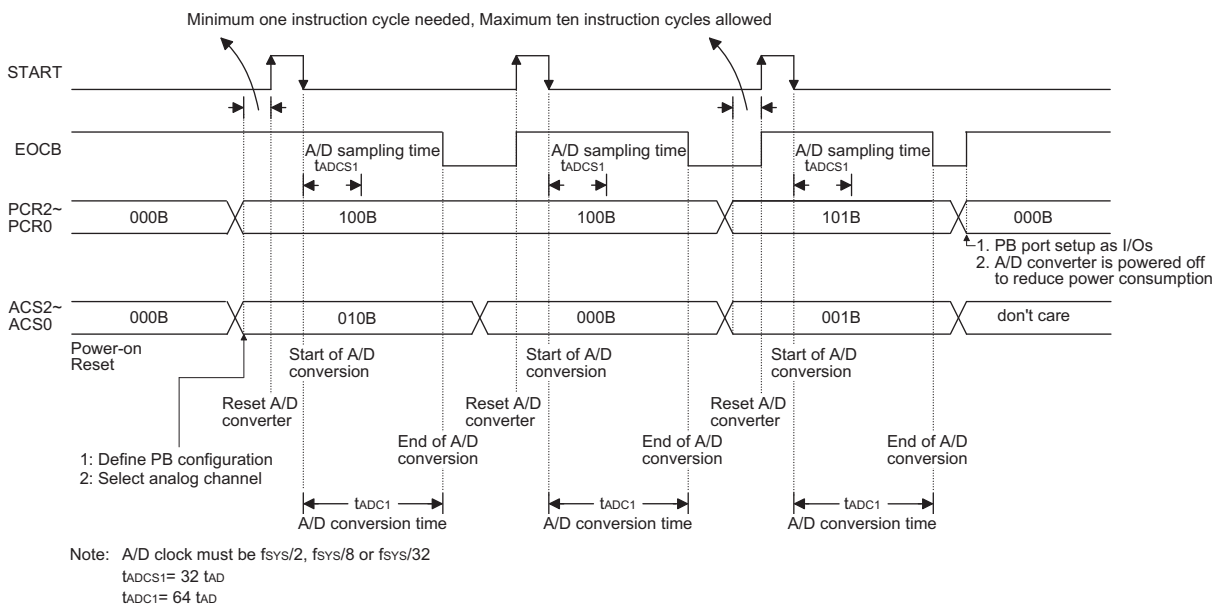 Minimum one instruction cycle needed, Maximum ten instruction cycles allowed
START
EOCB
A/D sampling time
tADCS1
A/D sampling time
tADCS1
A/D sampling time
tADCS1
PCR2~
PCR0
000B
100B
100B
101B
000B
1. PB port setup as I/Os
2. A/D converter is powered off
to reduce power consumption
ACS2~
ACS0
000B
010B
000B
001B
don't care
Power-on
Reset
Start of A/D
conversion
Start of A/D
conversion
Start of A/D
conversion
Reset A/D
converter
Reset A/D
converter
Reset A/D
converter
End of A/D
conversion
End of A/D
conversion
End of A/D
conversion
1: Define PB configuration
2: Select analog channel
tADC1
A/D conversion time
tADC1
A/D conversion time
tADC1
A/D conversion time
Note: A/D clock must be fSYS/2, fSYS/8 or fSYS/32
tADCS1= 32 tAD
tADC1= 64 tAD